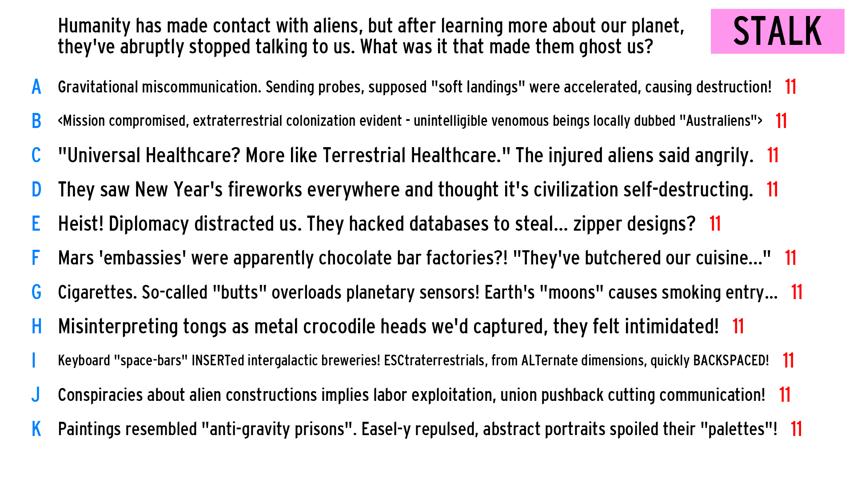 Humanity has made contact with aliens, but after learning more about our planet,
they've abruptly stopped talking to us. What was it that made them ghost us?
STALK
A Gravitational miscommunication. Sending probes, supposed "soft landings" were accelerated, causing destruction! 11
B <Mission compromised, extraterrestrial colonization evident - unintelligible venomous beings locally dubbed "Australiens"> 11
C "Universal Healthcare? More like Terrestrial Healthcare." The injured aliens said angrily. 11
D They saw New Year's fireworks everywhere and thought it's civilization self-destructing. 11
E Heist! Diplomacy distracted us. They hacked databases to steal... zipper designs? 11
F Mars 'embassies' were apparently chocolate bar factories?! "They've butchered our cuisine..." 11
G Cigarettes. So-called "butts" overloads planetary sensors! Earth's "moons" causes smoking entry... 11
H Misinterpreting tongs as metal crocodile heads we'd captured, they felt intimidated! 11
I Keyboard "space-bars" INSERTed intergalactic breweries! ESCtraterrestrials, from ALTernate dimensions, quickly BACKSPACED! 11
J Conspiracies about alien constructions implies labor exploitation, union pushback cutting communication! 11
K Paintings resembled "anti-gravity prisons". Easel-y repulsed, abstract portraits spoiled their "palettes"! 11